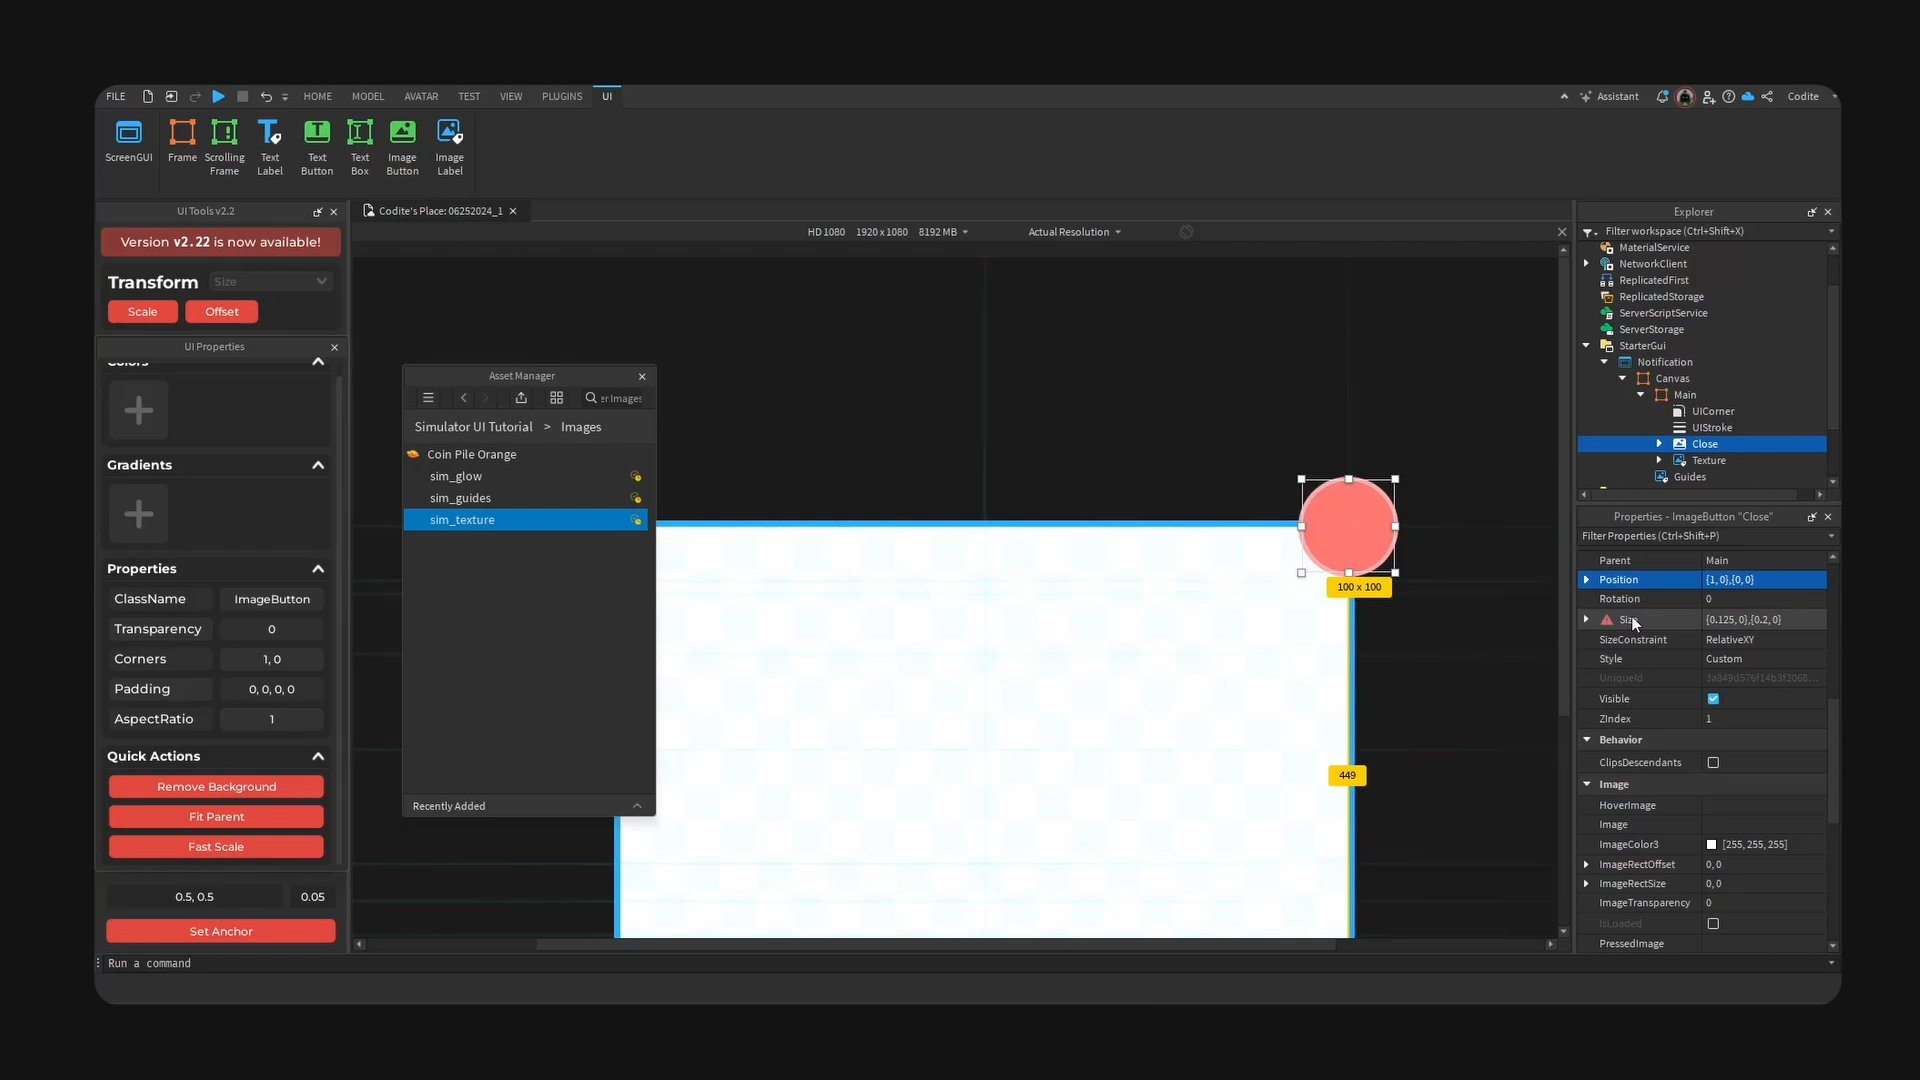 FILE HOME MODEL AVATAR TEST VIEW PLUGINS UI Assistant Codite
ScreenGUI Frame Scrolling Frame Text Label Text Button Text Box Image Button Image Label
UI Tools v2.2
Version v2.22 is now available!
Transform Size
Scale Offset
UI Properties
Colors
Gradients
Properties
ClassName ImageButton
Transparency 0
Corners 1, 0
Padding 0, 0, 0, 0
AspectRatio 1
Quick Actions
Remove Background
Fit Parent
Fast Scale
0.5, 0.5 0.05
Set Anchor
Run a command
Codite's Place: 06252024_1
HD 1080 1920 x 1080 8192 MB Actual Resolution
Asset Manager
er Images
Simulator UI Tutorial > Images
Coin Pile Orange
sim_glow
sim_guides
sim_texture
Recently Added
100 x 100
449
Explorer
Filter workspace (Ctrl+Shift+X)
MaterialService
NetworkClient
ReplicatedFirst
ReplicatedStorage
ServerScriptService
ServerStorage
StarterGui
Notification
Canvas
Main
UICorner
UIStroke
Close
Texture
Guides
Properties - ImageButton "Close"
Filter Properties (Ctrl+Shift+P)
Parent Main
Position {1, 0},{0, 0}
Rotation 0
Size {0.125, 0},{0.2, 0}
SizeConstraint RelativeXY
Style Custom
UniqueId 3a849d576f14b3f2068...
Visible
ZIndex 1
Behavior
ClipsDescendants
Image
HoverImage
Image
ImageColor3 [255, 255, 255]
ImageRectOffset 0, 0
ImageRectSize 0, 0
ImageTransparency 0
IsLoaded
PressedImage